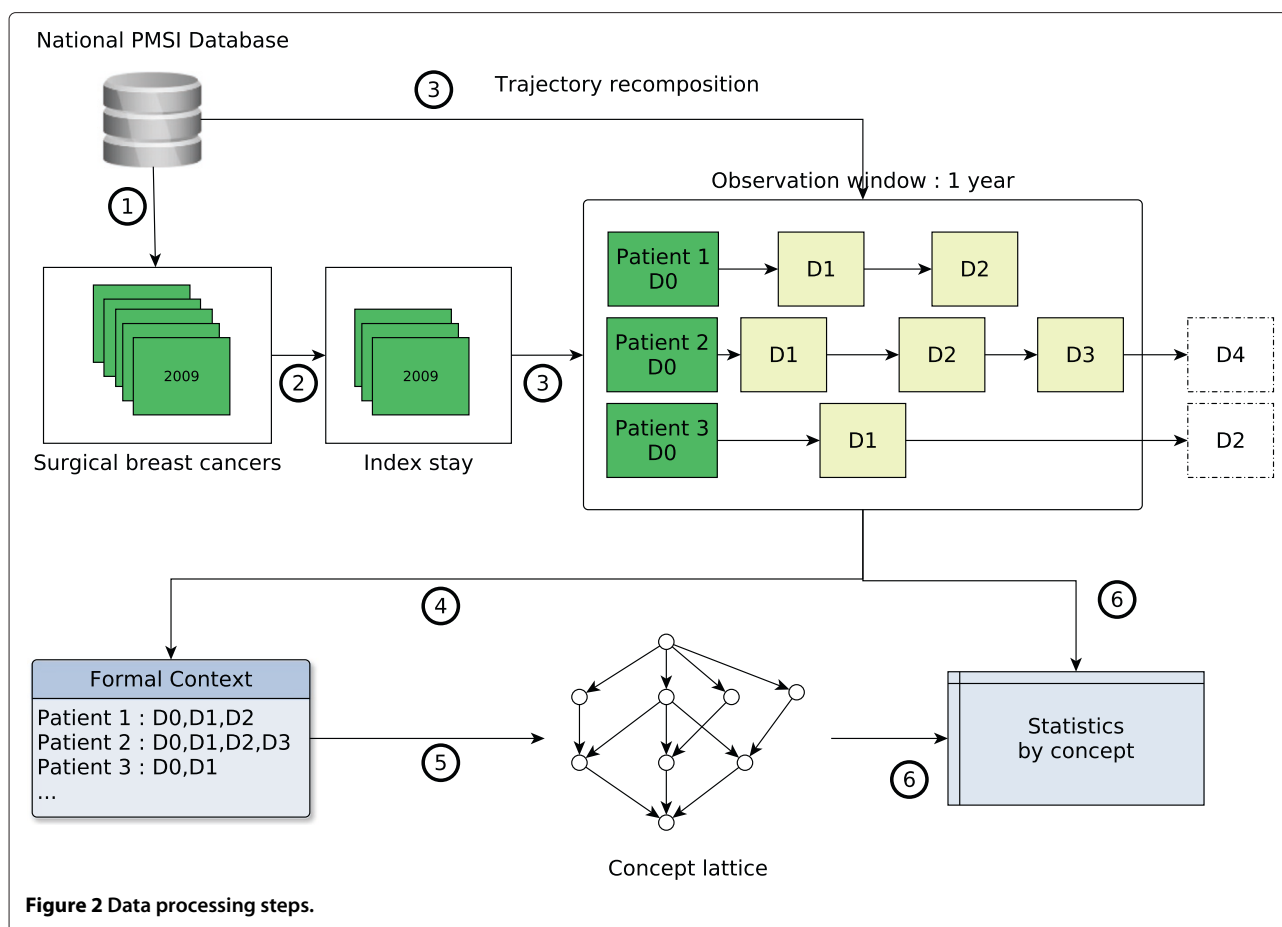 National PMSI Database
3
Trajectory recomposition
Observation window : 1 year
1
Patient 1
D0
D1
D2
2009
2
2009
3
Patient 2
D0
D1
D2
D3
D4
Patient 3
D0
D1
D2
Surgical breast cancers
Index stay
4
6
Formal Context
Patient 1 : D0,D1,D2
Patient 2 : D0,D1,D2,D3
Patient 3 : D0,D1
...
5
Statistics
by concept
6
Concept lattice
Figure 2 Data processing steps.